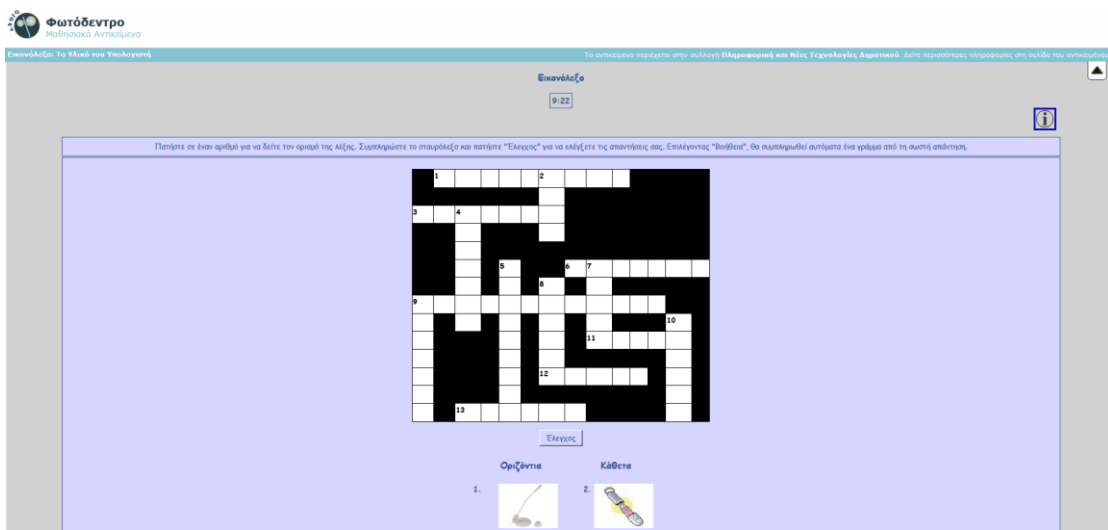 Φωτόδεντρο
Μαθησιακά Αντικείμενα
Εικονόλεξο: Το Υλικό του Υπολογιστή
Το αντικείμενο περιέχεται στην συλλογή Πληροφορική και Νέες Τεχνολογίες Δημοτικού. Δείτε περισσότερες πληροφορίες στη σελίδα του αντικειμένου
Εικονόλεξο
9:22
Πατήστε σε έναν αριθμό για να δείτε τον ορισμό της λέξης. Συμπληρώστε το σταυρόλεξο και πατήστε "Έλεγχος" για να ελέγξετε τις απαντήσεις σας. Επιλέγοντας "Βοήθεια", θα συμπληρωθεί αυτόματα ένα γράμμα από τη σωστή απάντηση.
1 2
3 4
5 6 7
8
9
10
11
12
13
Έλεγχος
Οριζόντια Κάθετα
1. 2.